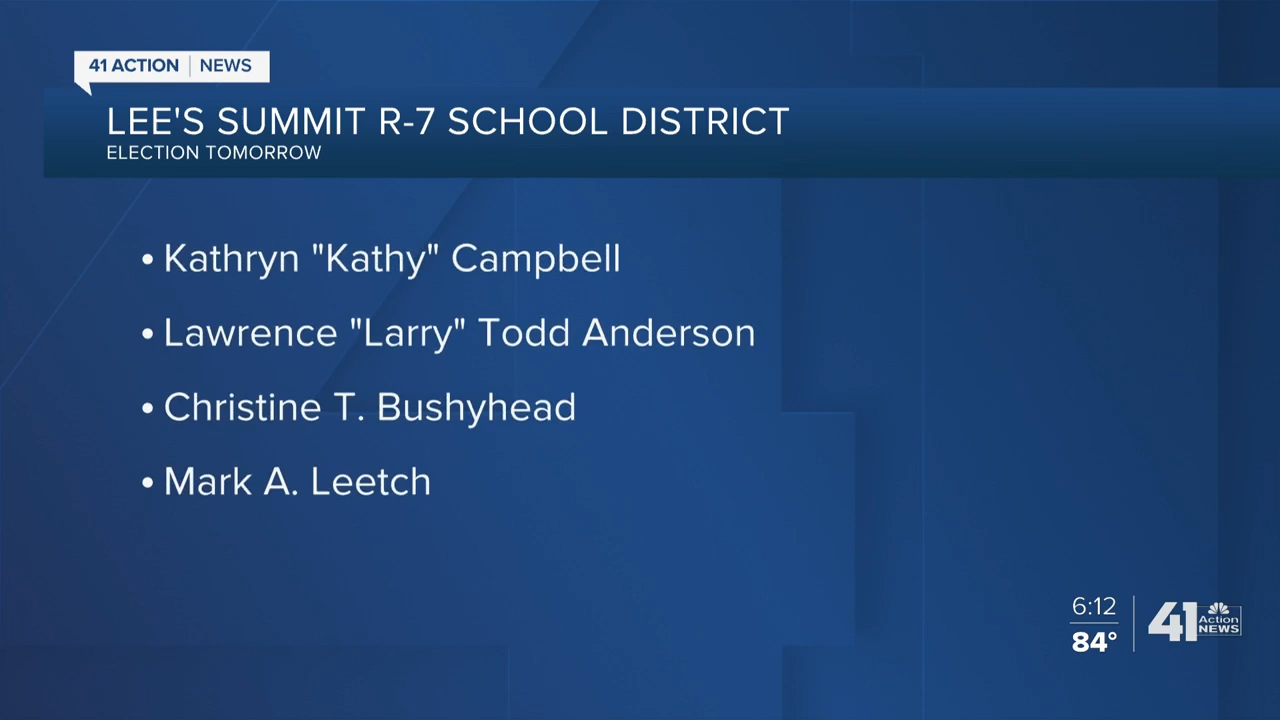 41 ACTION | NEWS
LEE'S SUMMIT R-7 SCHOOL DISTRICT
ELECTION TOMORROW
• Kathryn "Kathy" Campbell
• Lawrence "Larry" Todd Anderson
• Christine T. Bushyhead
• Mark A. Leetch
6:12
84°
41 Action NEWS